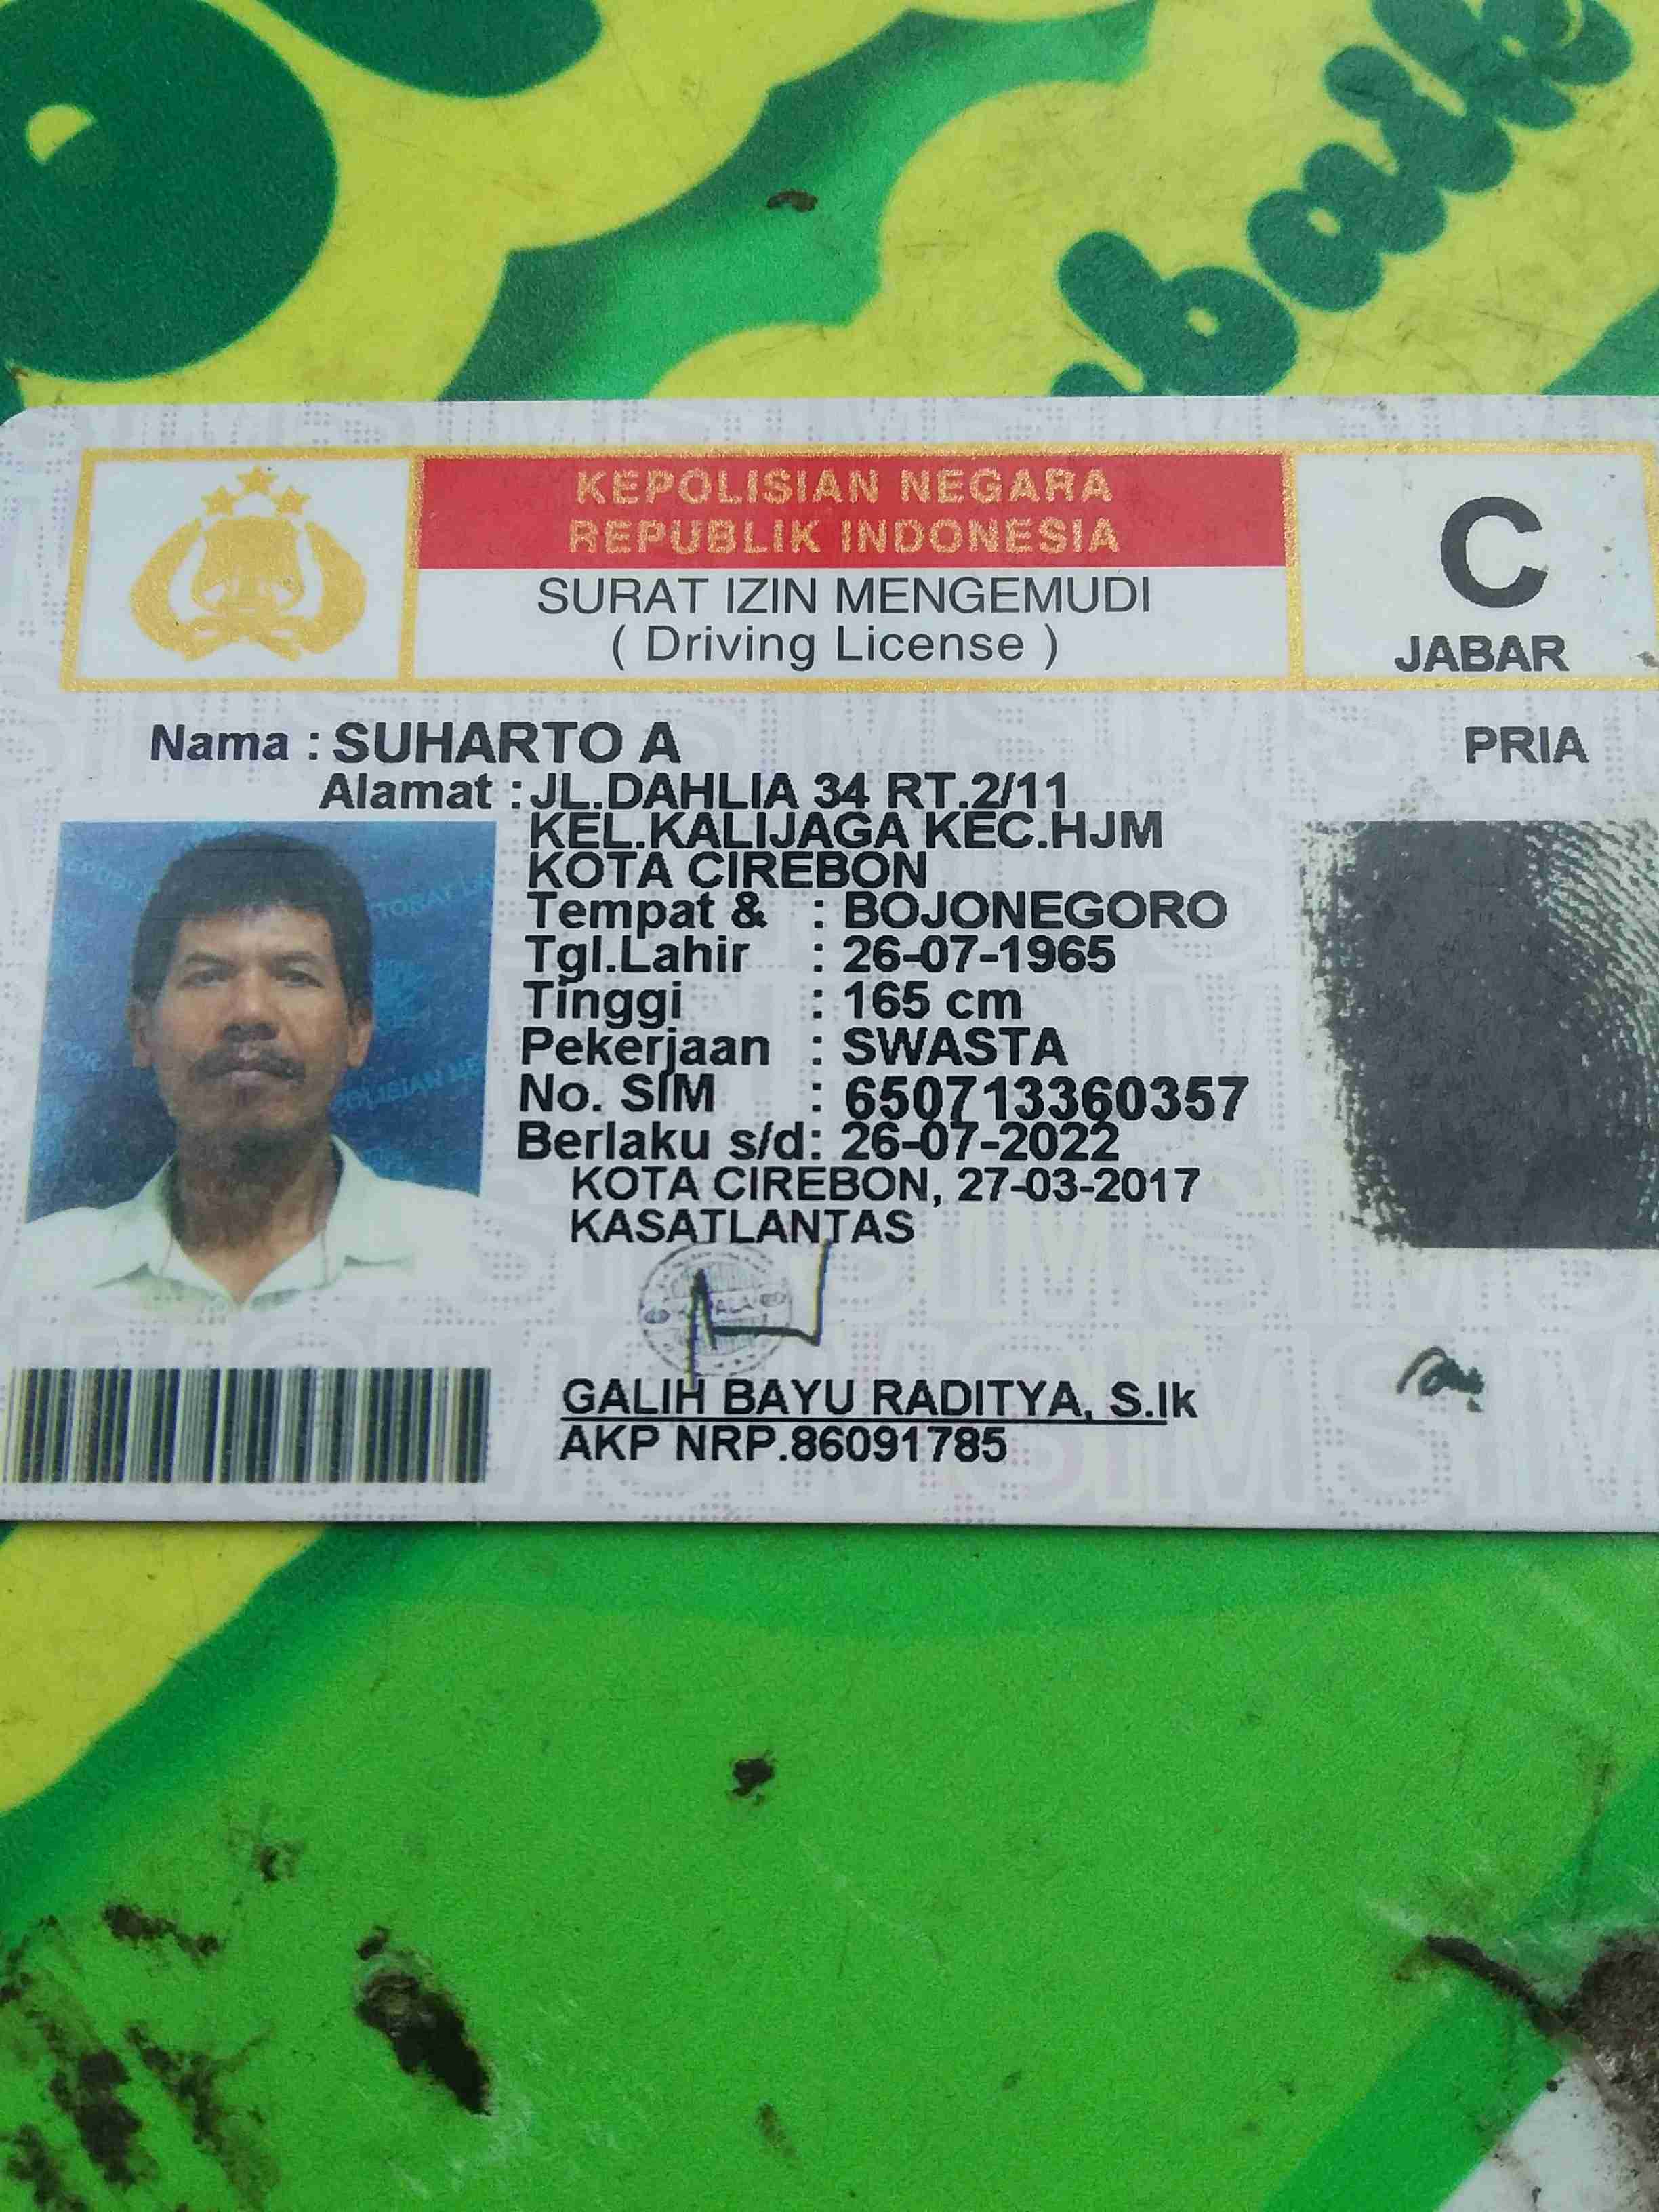 KEPOLISIAN NEGARA
REPUBLIK INDONESIA
SURAT IZIN MENGEMUDI
( Driving License )
C
JABAR
Nama : SUHARTO A
PRIA
Alamat : JL.DAHLIA 34 RT.2/11
KEL.KALIJAGA KEC.HJM
KOTA CIREBON
Tempat & : BOJONEGORO
Tgl.Lahir : 26-07-1965
Tinggi : 165 cm
Pekerjaan : SWASTA
No. SIM : 650713360357
Berlaku s/d: 26-07-2022
KOTA CIREBON, 27-03-2017
KASATLANTAS
GALIH BAYU RADITYA, S.Ik
AKP NRP.86091785